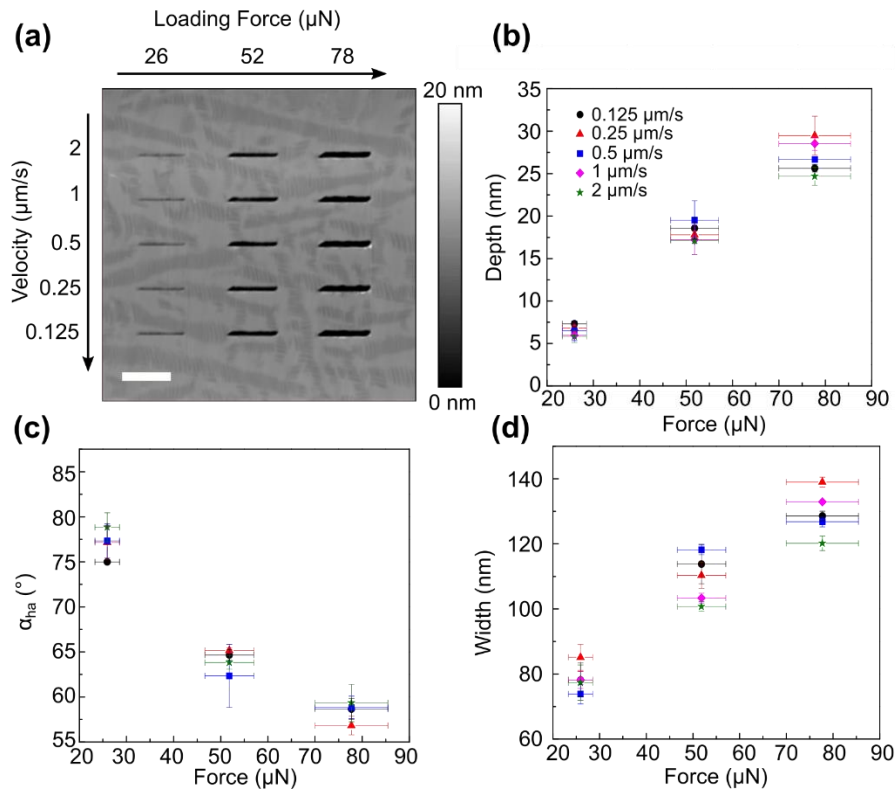 (a)
Loading Force (µN)
26 52 78
Velocity (µm/s)
2
1
0.5
0.25
0.125
20 nm
0 nm
(b)
Depth (nm)
35
30
25
20
15
10
5
0
0.125 µm/s
0.25 µm/s
0.5 µm/s
1 µm/s
2 µm/s
20 30 40 50 60 70 80 90
Force (µN)
(c)
αha (°)
85
80
75
70
65
60
55
20 30 40 50 60 70 80 90
Force (µN)
(d)
Width (nm)
140
120
100
80
60
20 30 40 50 60 70 80 90
Force (µN)